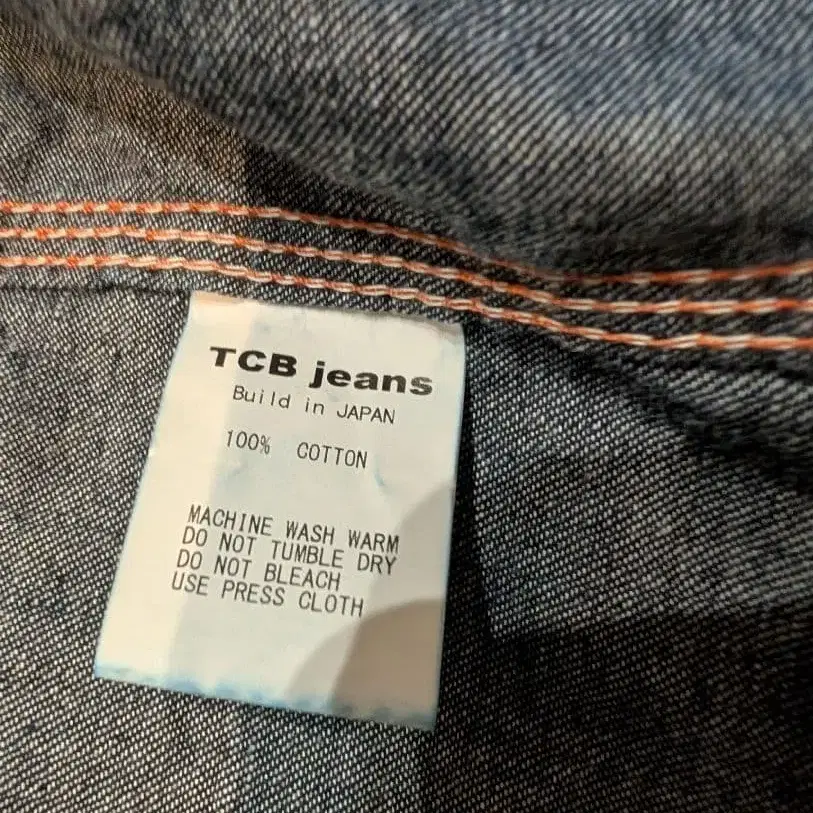 TCB jeans
Build in JAPAN
100% COTTON
MACHINE WASH WARM
DO NOT TUMBLE DRY
DO NOT BLEACH
USE PRESS CLOTH